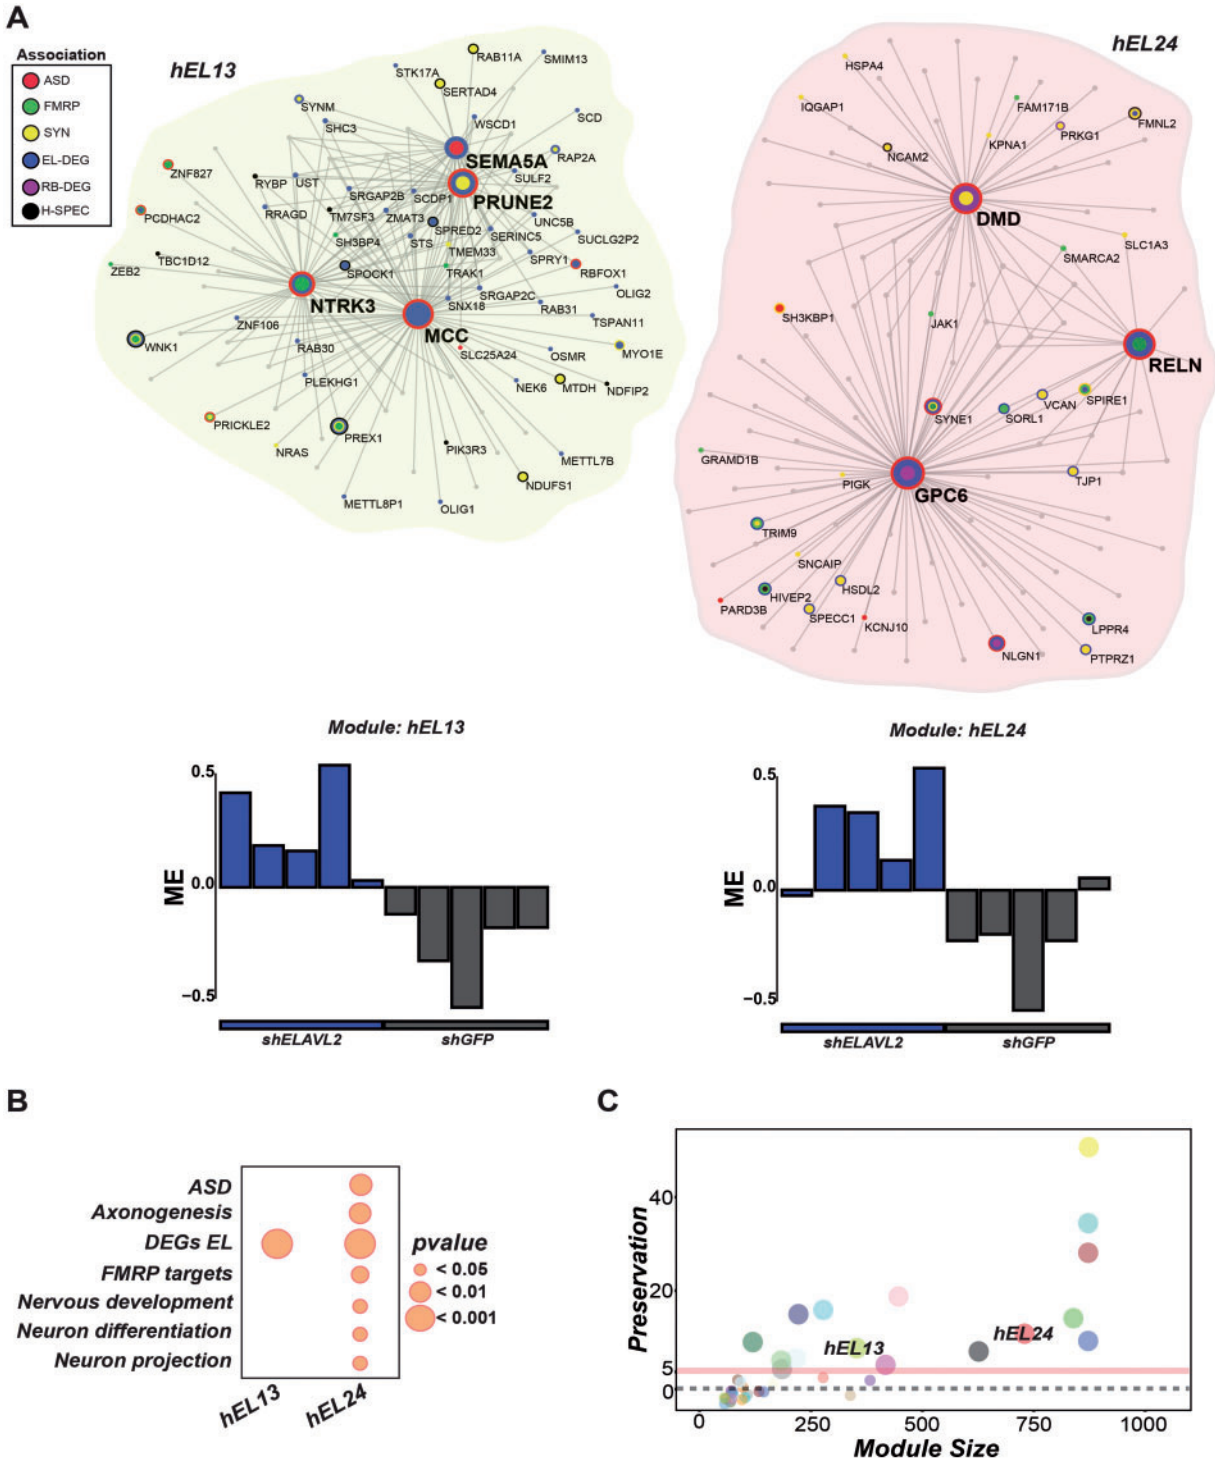 A
hEL13
hEL24
Association
ASD
FMRP
SYN
EL-DEG
RB-DEG
H-SPEC
RAB11A
SMIM13
STK17A
SERTAD4
SYNM
SHC3
WSCD1
SCD
SEMA5A
RAP2A
ZNF827
RYBP
UST
SULF2
SRGAP2B
SCDP1
PRUNE2
PCDHAC2
RRAGD
TM7SF3
ZMAT3
SPRED2
UNC5B
SERINC5
SUCLG2P2
SH3BP4
STS
TMEM33
TBC1D12
SPRY1
ZEB2
SPOCK1
TRAK1
RBFOX1
NTRK3
SRGAP2C
OLIG2
SNX18
RAB31
ZNF106
MCC
TSPAN11
WNK1
RAB30
SLC25A24
OSMR
MYO1E
PLEKHG1
NEK6
MTDH
NDFIP2
PRICKLE2
PREX1
NRAS
PIK3R3
METTL7B
NDUFS1
METTL8P1
OLIG1
HSPA4
IQGAP1
FAM171B
FMNL2
KPNA1
PRKG1
NCAM2
DMD
SLC1A3
SMARCA2
SH3KBP1
JAK1
RELN
SYNE1
SORL1
VCAN
SPIRE1
GRAMD1B
PIGK
GPC6
TJP1
TRIM9
SNCAIP
HSDL2
PARD3B
HIVEP2
SPECC1
KCNJ10
LPPR4
NLGN1
PTPRZ1
Module: hEL13
0.5
0.0
−0.5
ME
shELAVL2
shGFP
Module: hEL24
0.5
0.0
−0.5
ME
shELAVL2
shGFP
B
ASD
Axonogenesis
DEGs EL
FMRP targets
Nervous development
Neuron differentiation
Neuron projection
hEL13
hEL24
pvalue
< 0.05
< 0.01
< 0.001
C
Preservation
40
20
5
0
hEL13
hEL24
0
250
500
750
1000
Module Size